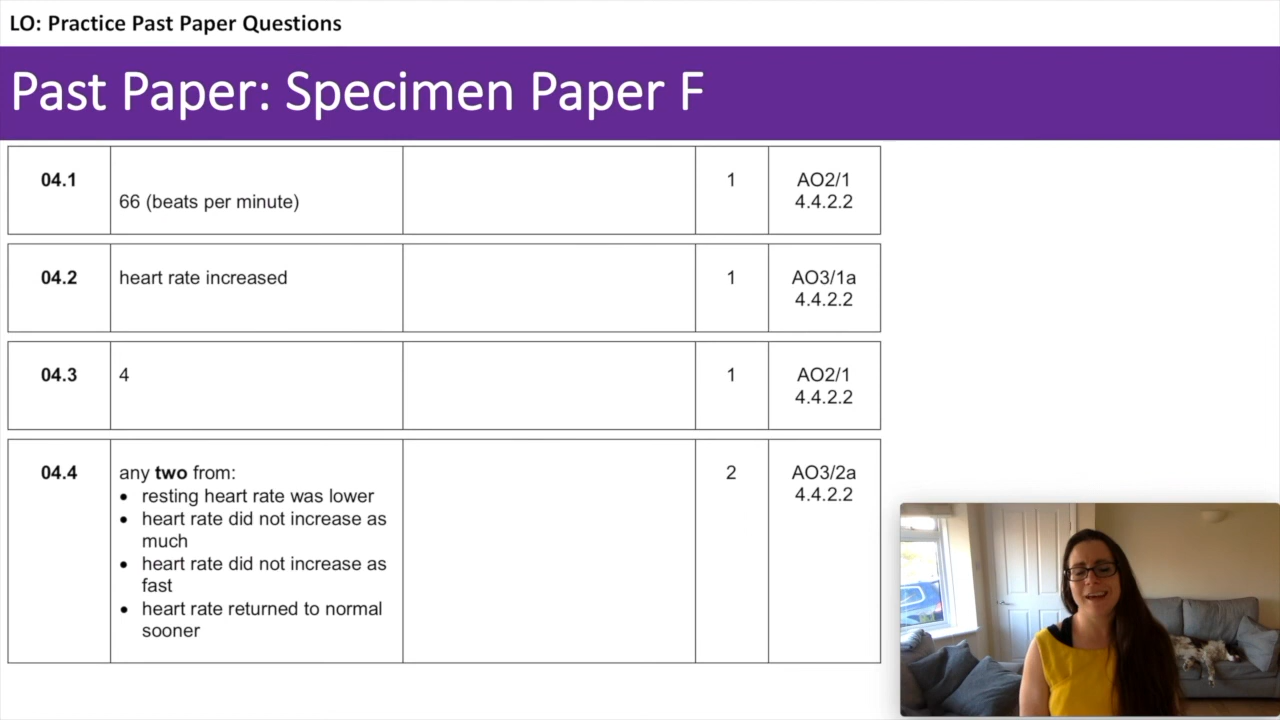 LO: Practice Past Paper Questions
Past Paper: Specimen Paper F
04.1
66 (beats per minute)
1
AO2/1
4.4.2.2
04.2
heart rate increased
1
AO3/1a
4.4.2.2
04.3
4
1
AO2/1
4.4.2.2
04.4
any two from:
• resting heart rate was lower
• heart rate did not increase as
much
• heart rate did not increase as
fast
• heart rate returned to normal
sooner
2
AO3/2a
4.4.2.2